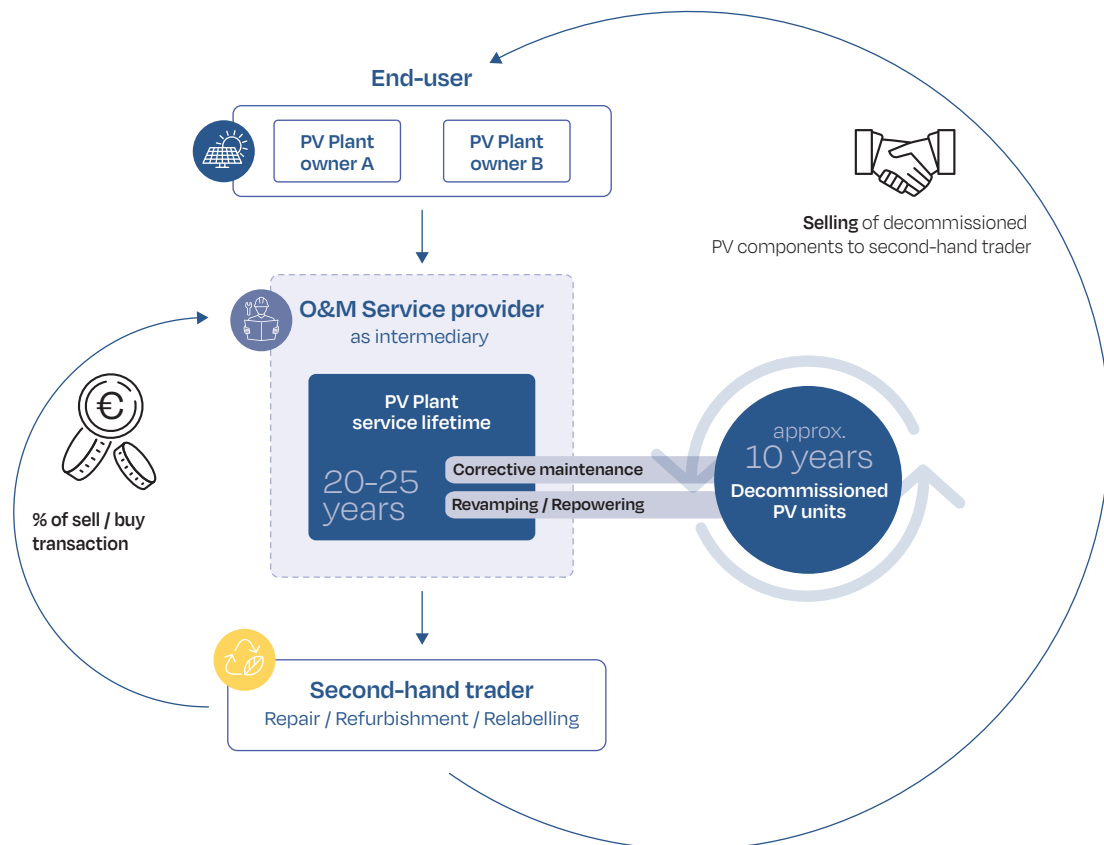 End-user
PV Plant
owner A
PV Plant
owner B
Selling of decommissioned
PV components to second-hand trader
O&M Service provider
as intermediary
PV Plant
service lifetime
20-25
years
Corrective maintenance
Revamping / Repowering
approx.
10 years
Decommissioned
PV units
€
% of sell / buy
transaction
Second-hand trader
Repair / Refurbishment / Relabelling